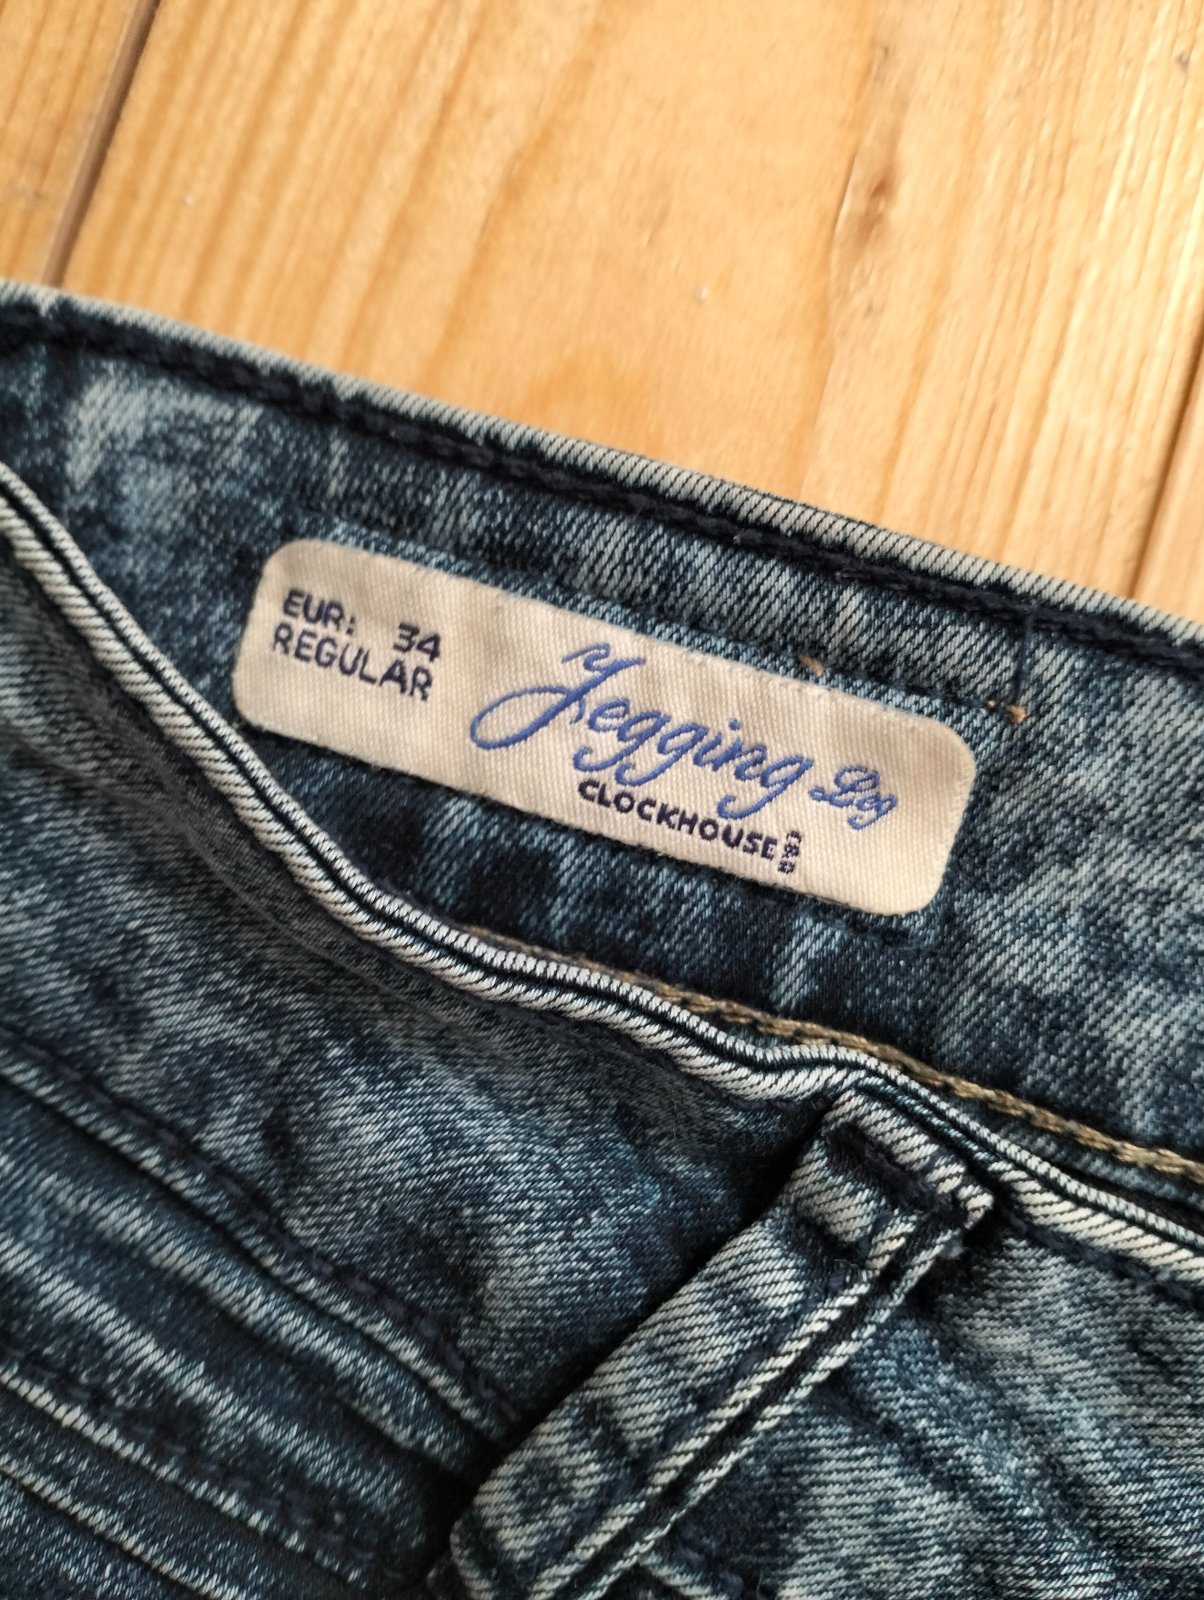 EUR: 34
REGULAR
Jegging Leg
CLOCKHOUSE C&A